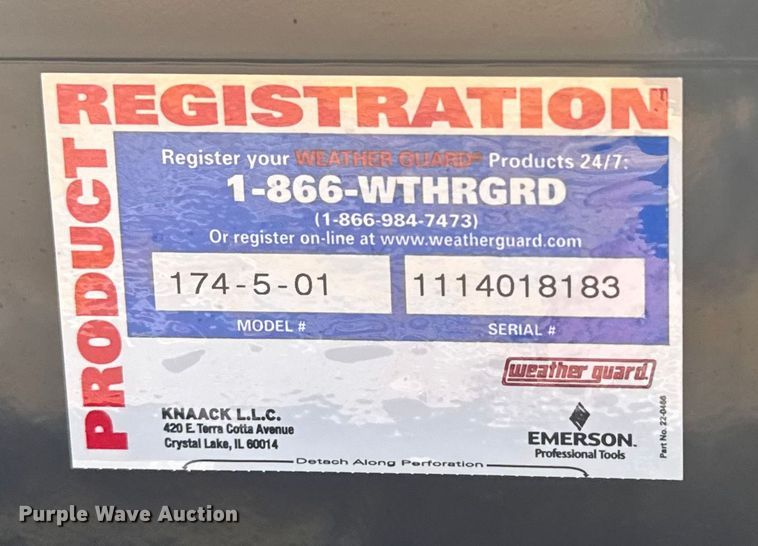 PRODUCT
REGISTRATION
Register your WEATHER GUARD® Products 24/7:
1-866-WTHRGRD
(1-866-984-7473)
Or register on-line at www.weatherguard.com
174-5-01
1114018183
MODEL #
SERIAL #
weather guard
KNAACK L.L.C.
420 E. Terra Cotta Avenue
Crystal Lake, IL 60014
EMERSON™
Professional Tools
Part No. 22-0466
Detach Along Perforation
Purple Wave Auction